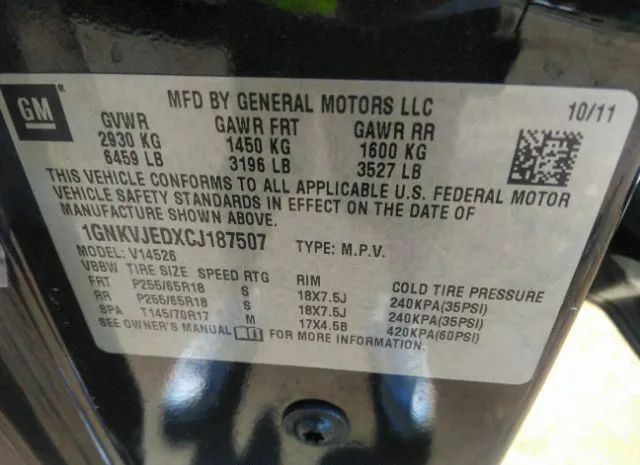 GM
MFD BY GENERAL MOTORS LLC 10/11
GVWR GAWR FRT GAWR RR
2930 KG 1450 KG 1600 KG
6459 LB 3196 LB 3527 LB
THIS VEHICLE CONFORMS TO ALL APPLICABLE U.S. FEDERAL MOTOR
VEHICLE SAFETY STANDARDS IN EFFECT ON THE DATE OF
MANUFACTURE SHOWN ABOVE.
1GNKVJEDXCJ187507 TYPE: M.P.V.
MODEL: V14526
VBBW TIRE SIZE SPEED RTG RIM COLD TIRE PRESSURE
FRT P255/65R18 S 18X7.5J 240KPA(35PSI)
RR P255/65R18 S 18X7.5J 240KPA(35PSI)
SPA T145/70R17 M 17X4.5B 420KPA(60PSI)
SEE OWNER'S MANUAL FOR MORE INFORMATION.